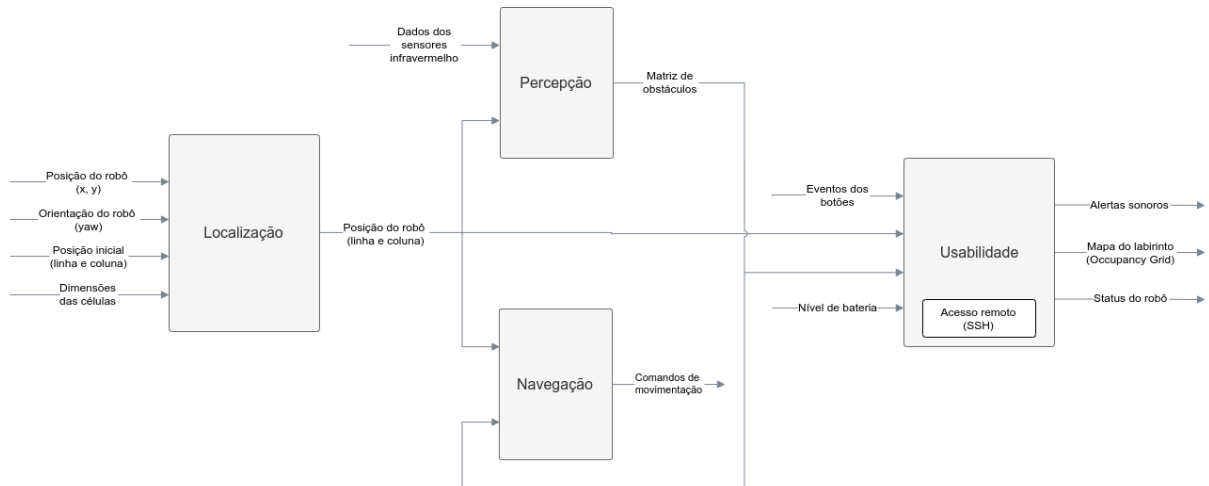 Dados dos
sensores
infravermelho
Percepção
Matriz de
obstáculos
Posição do robô
(x, y)
Orientação do robô
(yaw)
Posição inicial
(linha e coluna)
Dimensões
das células
Localização
Posição do robô
(linha e coluna)
Navegação
Comandos de
movimentação
Eventos dos
botões
Nível de bateria
Usabilidade
Acesso remoto
(SSH)
Alertas sonoros
Mapa do labirinto
(Occupancy Grid)
Status do robô